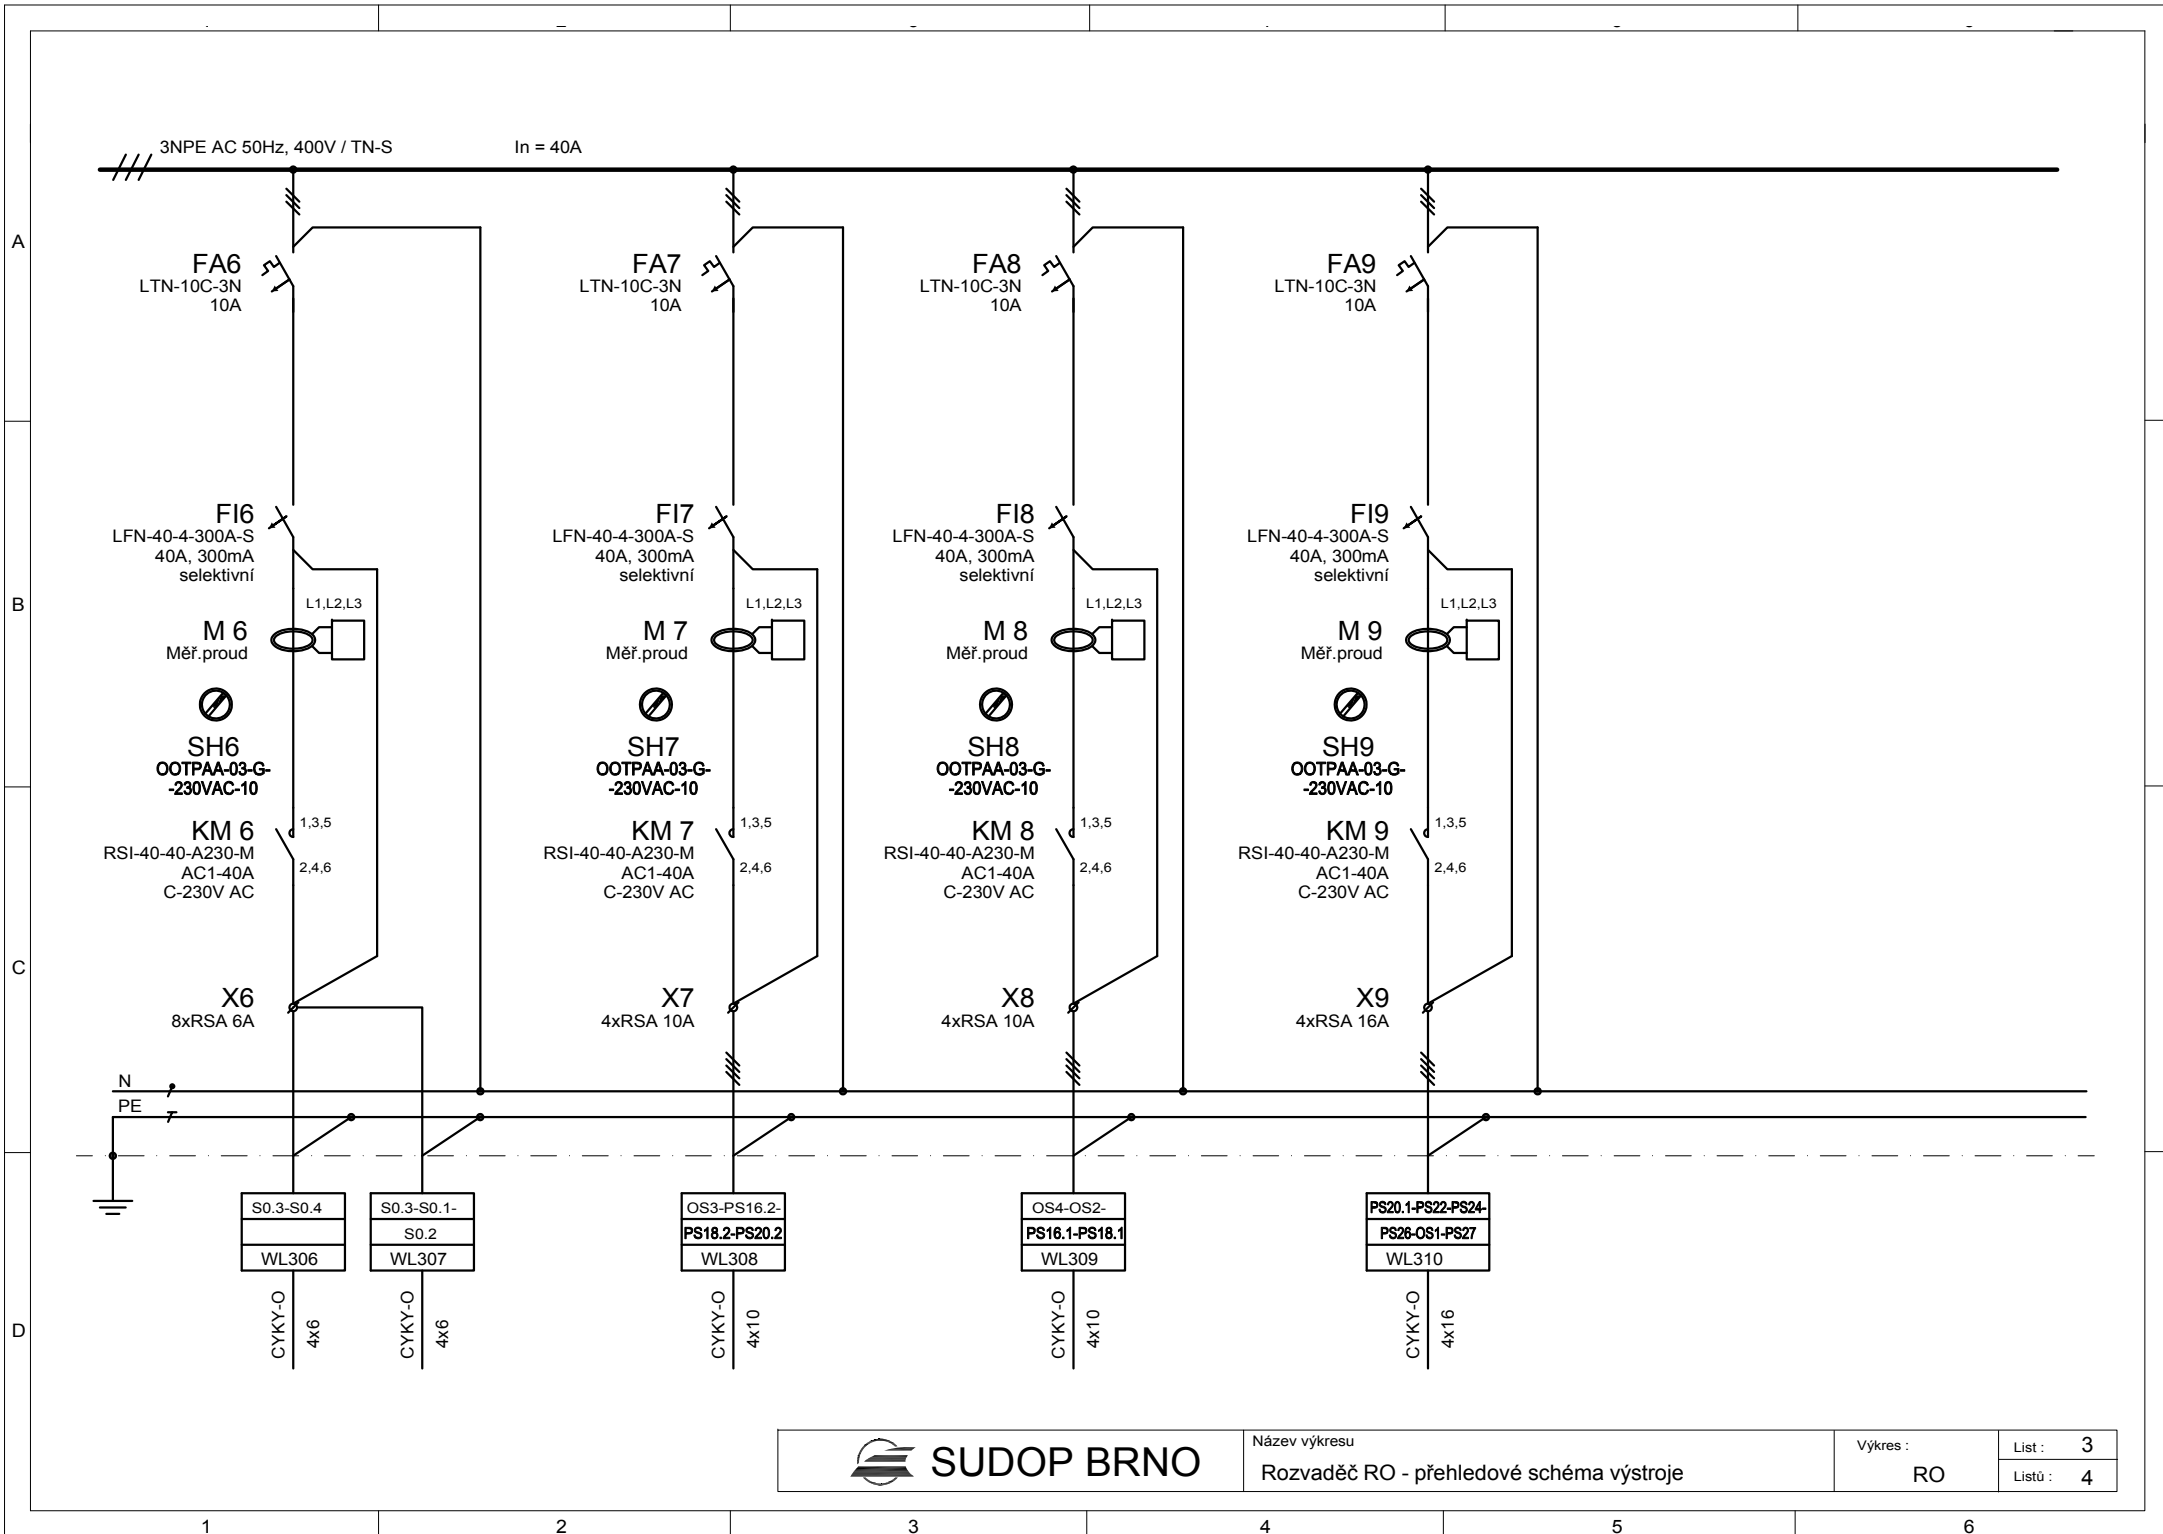 3NPE AC 50Hz, 400V / TN-S
In = 40A
A
FA6
LTN-10C-3N
10A
FA7
LTN-10C-3N
10A
FA8
LTN-10C-3N
10A
FA9
LTN-10C-3N
10A
B
FI6
LFN-40-4-300A-S
40A, 300mA
selektivní
L1,L2,L3
M 6
Měř.proud
SH6
OOTPAA-03-G-
-230VAC-10
FI7
LFN-40-4-300A-S
40A, 300mA
selektivní
L1,L2,L3
M 7
Měř.proud
SH7
OOTPAA-03-G-
-230VAC-10
FI8
LFN-40-4-300A-S
40A, 300mA
selektivní
L1,L2,L3
M 8
Měř.proud
SH8
OOTPAA-03-G-
-230VAC-10
FI9
LFN-40-4-300A-S
40A, 300mA
selektivní
L1,L2,L3
M 9
Měř.proud
SH9
OOTPAA-03-G-
-230VAC-10
C
KM 6
RSI-40-40-A230-M
AC1-40A
C-230V AC
1,3,5
2,4,6
X6
8xRSA 6A
KM 7
RSI-40-40-A230-M
AC1-40A
C-230V AC
1,3,5
2,4,6
X7
4xRSA 10A
KM 8
RSI-40-40-A230-M
AC1-40A
C-230V AC
1,3,5
2,4,6
X8
4xRSA 10A
KM 9
RSI-40-40-A230-M
AC1-40A
C-230V AC
1,3,5
2,4,6
X9
4xRSA 16A
N
PE
D
S0.3-S0.4
WL306
CYKY-O
4x6
S0.3-S0.1-
S0.2
WL307
CYKY-O
4x6
OS3-PS16.2-
PS18.2-PS20.2
WL308
CYKY-O
4x10
OS4-OS2-
PS16.1-PS18.1
WL309
CYKY-O
4x10
PS20.1-PS22-PS24-
PS26-OS1-PS27
WL310
CYKY-O
4x16
SUDOP BRNO
Název výkresu
Rozvaděč RO - přehledové schéma výstroje
Výkres :
RO
List : 3
Listů : 4
1 2 3 4 5 6